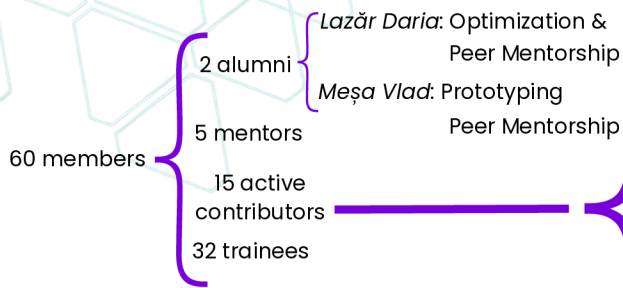 Lazăr Daria: Optimization &
Peer Mentorship
2 alumni
Meșa Vlad: Prototyping
Peer Mentorship
5 mentors
60 members
15 active
contributors
32 trainees